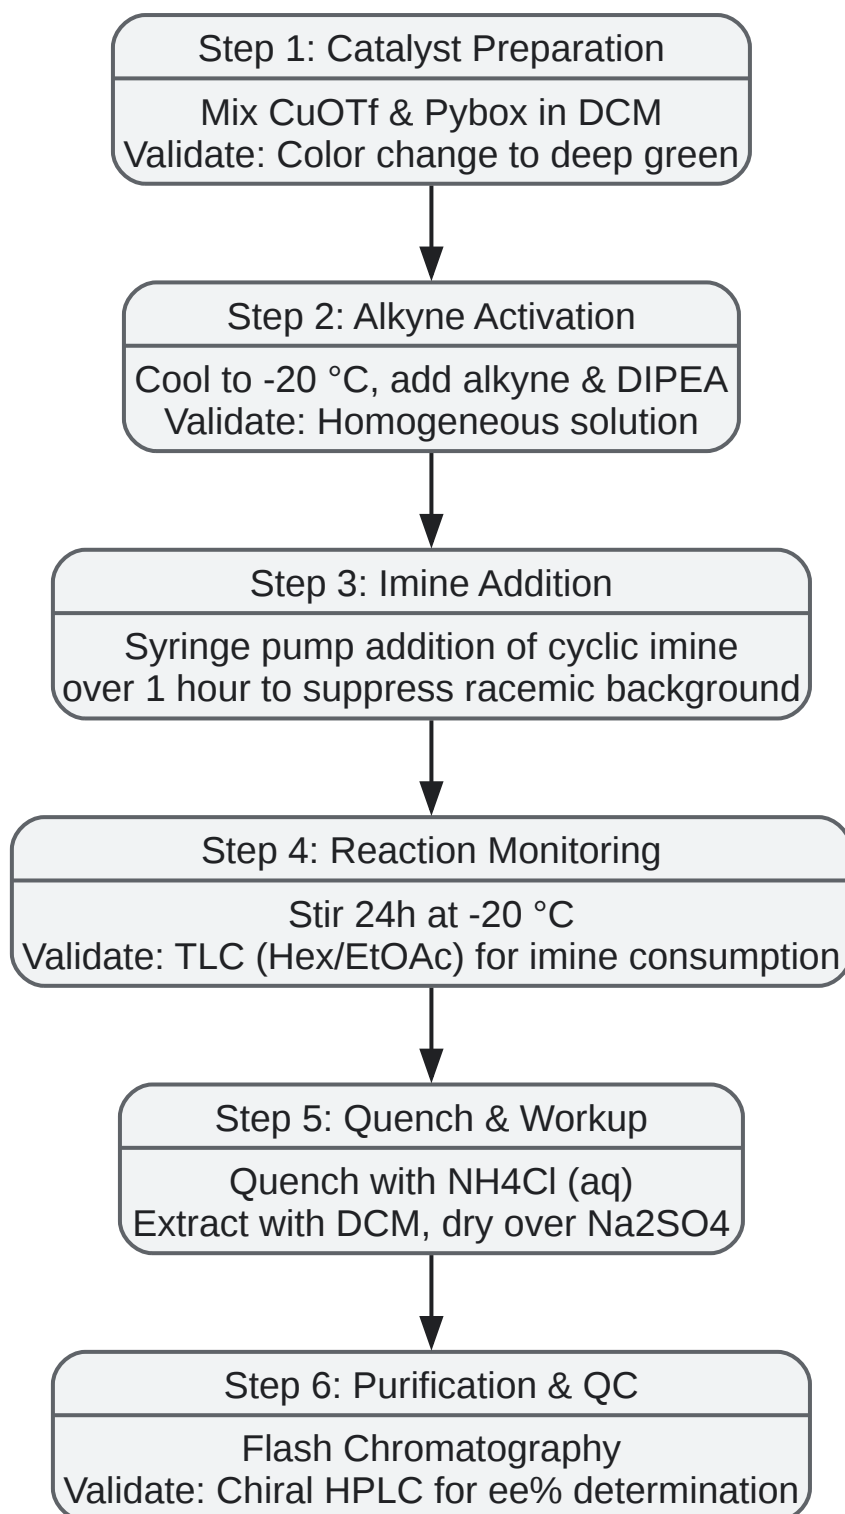 Step 1: Catalyst Preparation
Mix CuOTf & Pybox in DCM
Validate: Color change to deep green
Step 2: Alkyne Activation
Cool to -20 °C, add alkyne & DIPEA
Validate: Homogeneous solution
Step 3: Imine Addition
Syringe pump addition of cyclic imine
over 1 hour to suppress racemic background
Step 4: Reaction Monitoring
Stir 24h at -20 °C
Validate: TLC (Hex/EtOAc) for imine consumption
Step 5: Quench & Workup
Quench with NH4Cl (aq)
Extract with DCM, dry over Na2SO4
Step 6: Purification & QC
Flash Chromatography
Validate: Chiral HPLC for ee% determination